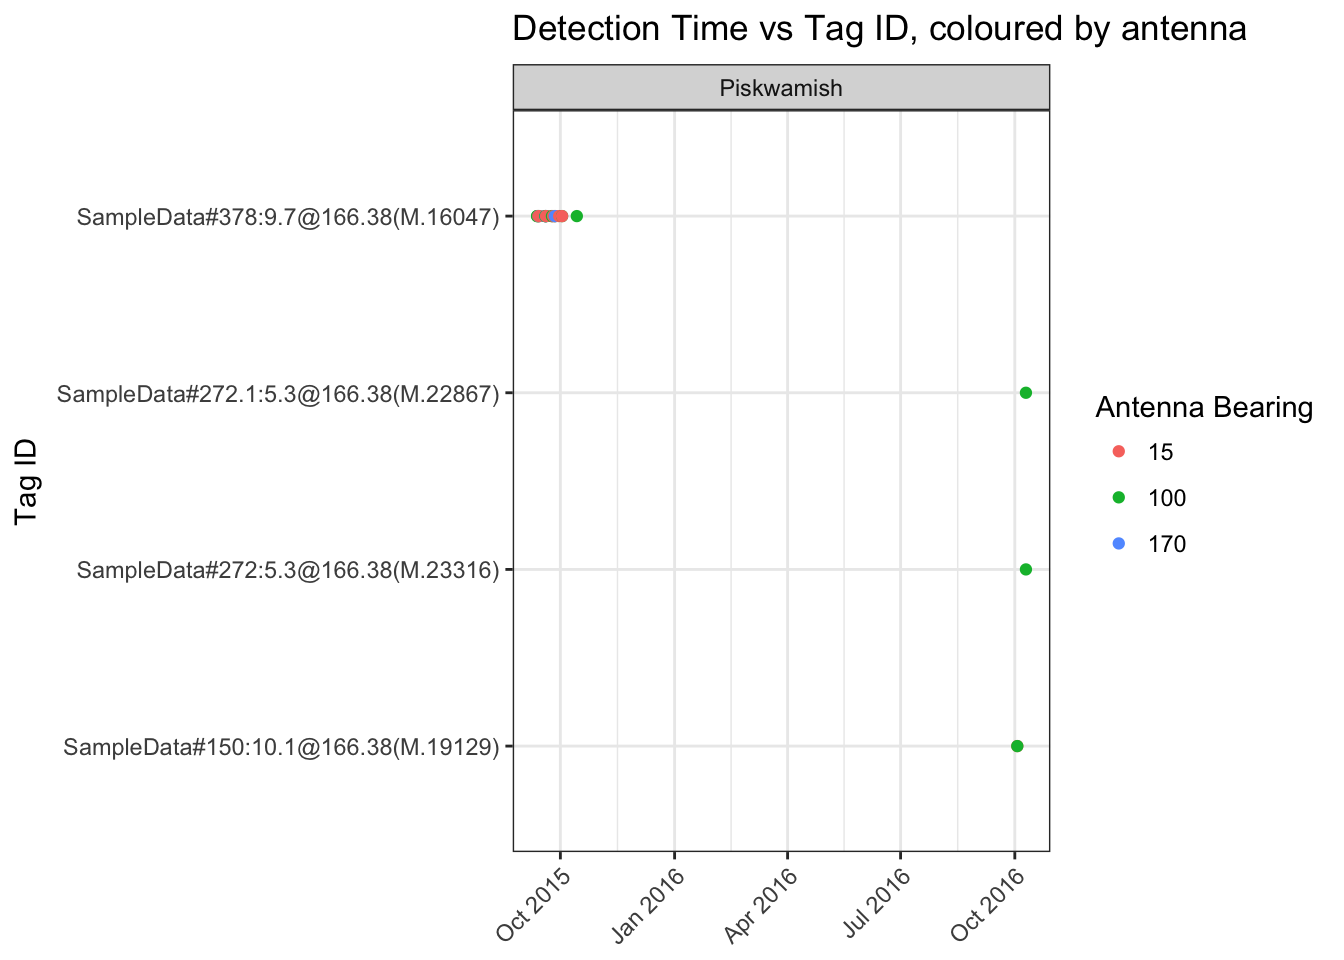 Detection Time vs Tag ID, coloured by antenna
Piskwamish
Tag ID
SampleData#378:9.7@166.38(M.16047)
SampleData#272.1:5.3@166.38(M.22867)
SampleData#272:5.3@166.38(M.23316)
SampleData#150:10.1@166.38(M.19129)
Oct 2015
Jan 2016
Apr 2016
Jul 2016
Oct 2016
Antenna Bearing
15
100
170